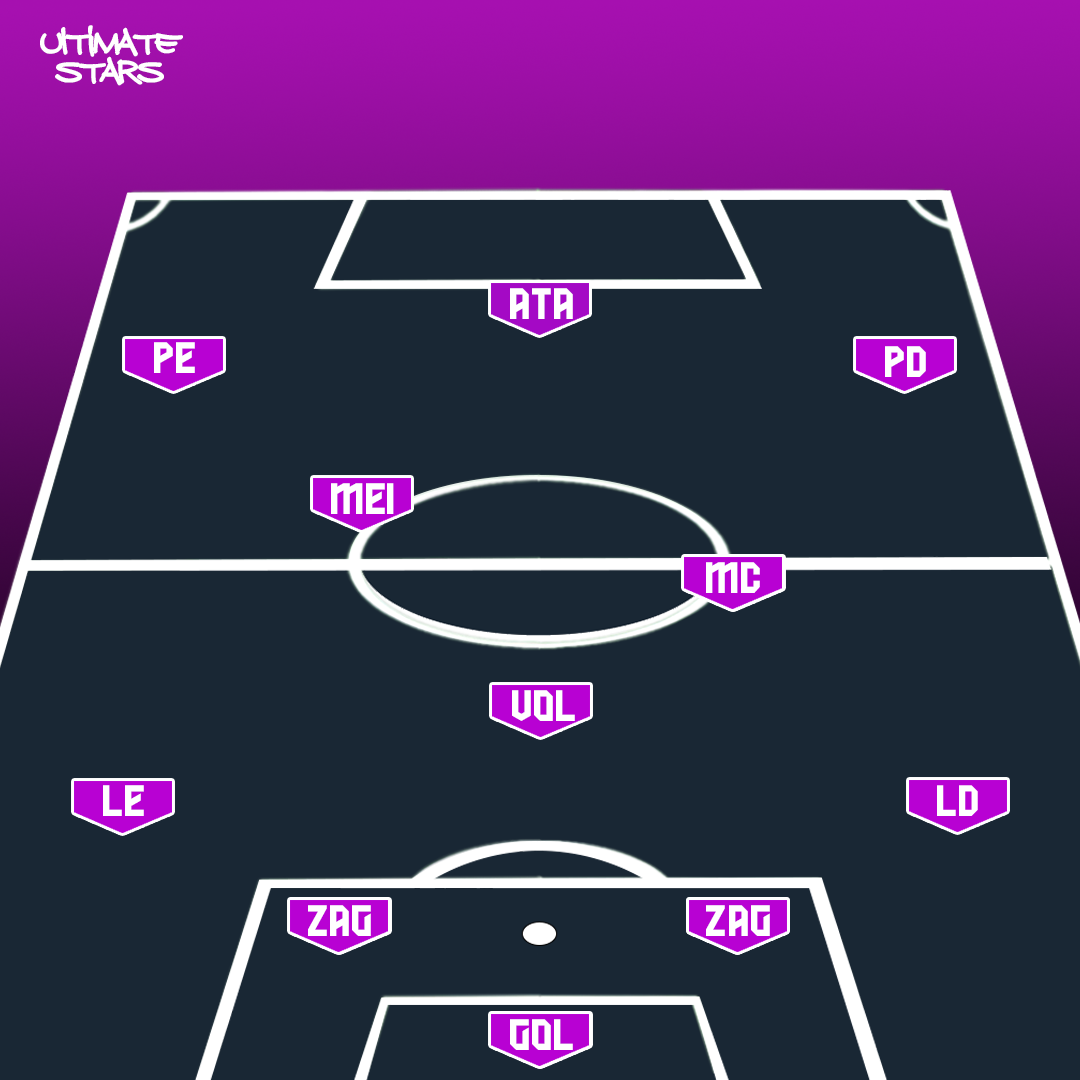 ULTIMATE
STARS
ATA
PE
PD
MEI
MC
VOL
LE
LD
ZAG
ZAG
GOL